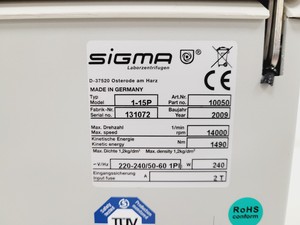 SIGMA
Laborzentrifugen
D-37520 Osterode am Harz
MADE IN GERMANY
Typ Model 1-15P Art.Nr. Part no. 10050
Fabrik-Nr. Serial no. 131072 Baujahr Year 2009
Max. Drehzahl Max. speed 1/min rpm 14000
Kinetische Energie Kinetic energy Nm 1490
Max. Dichte 1,2kg/dm³ Max. density 1,2kg/dm³
V/Hz 220-240/50-60 1P W 240
Eingangssicherung Input fuse A 2 T
CE
TÜV
RoHS
conform